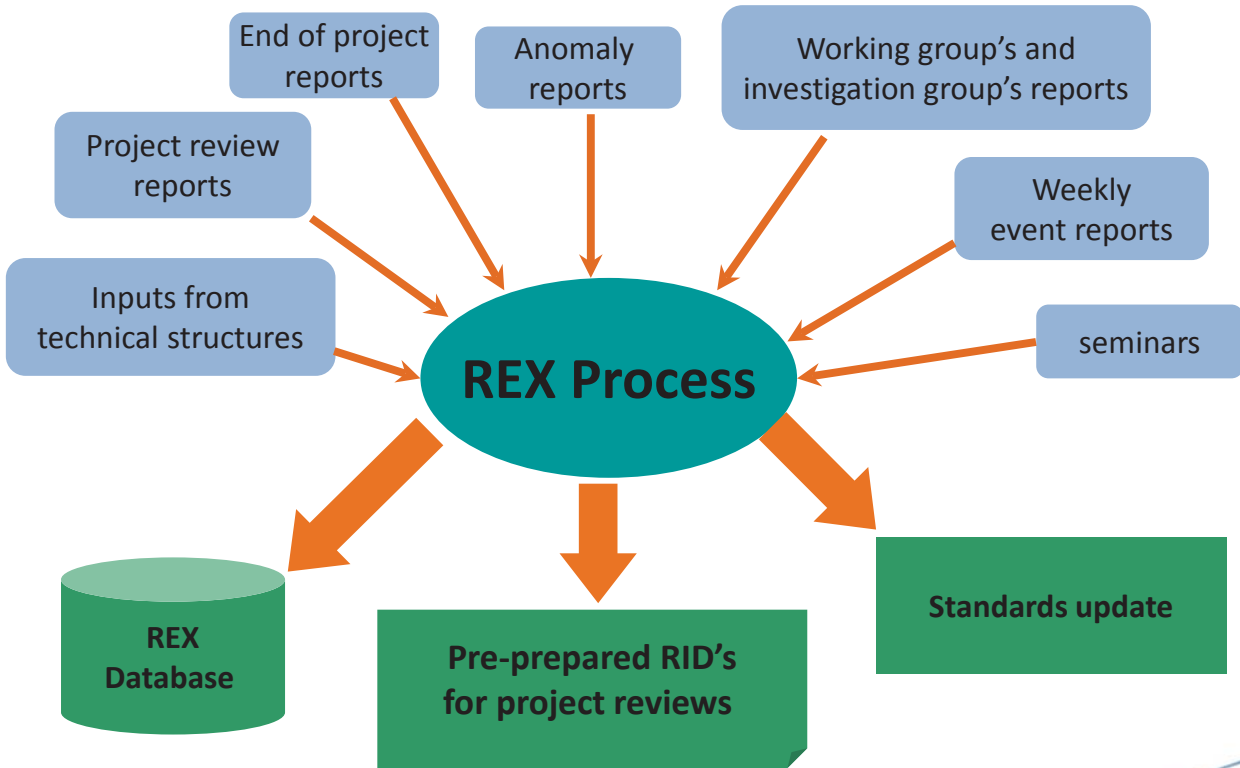 End of project
reports
Anomaly
reports
Working group's and
investigation group's reports
Project review
reports
Weekly
event reports
Inputs from
technical structures
seminars
REX Process
REX
Database
Pre-prepared RID's
for project reviews
Standards update